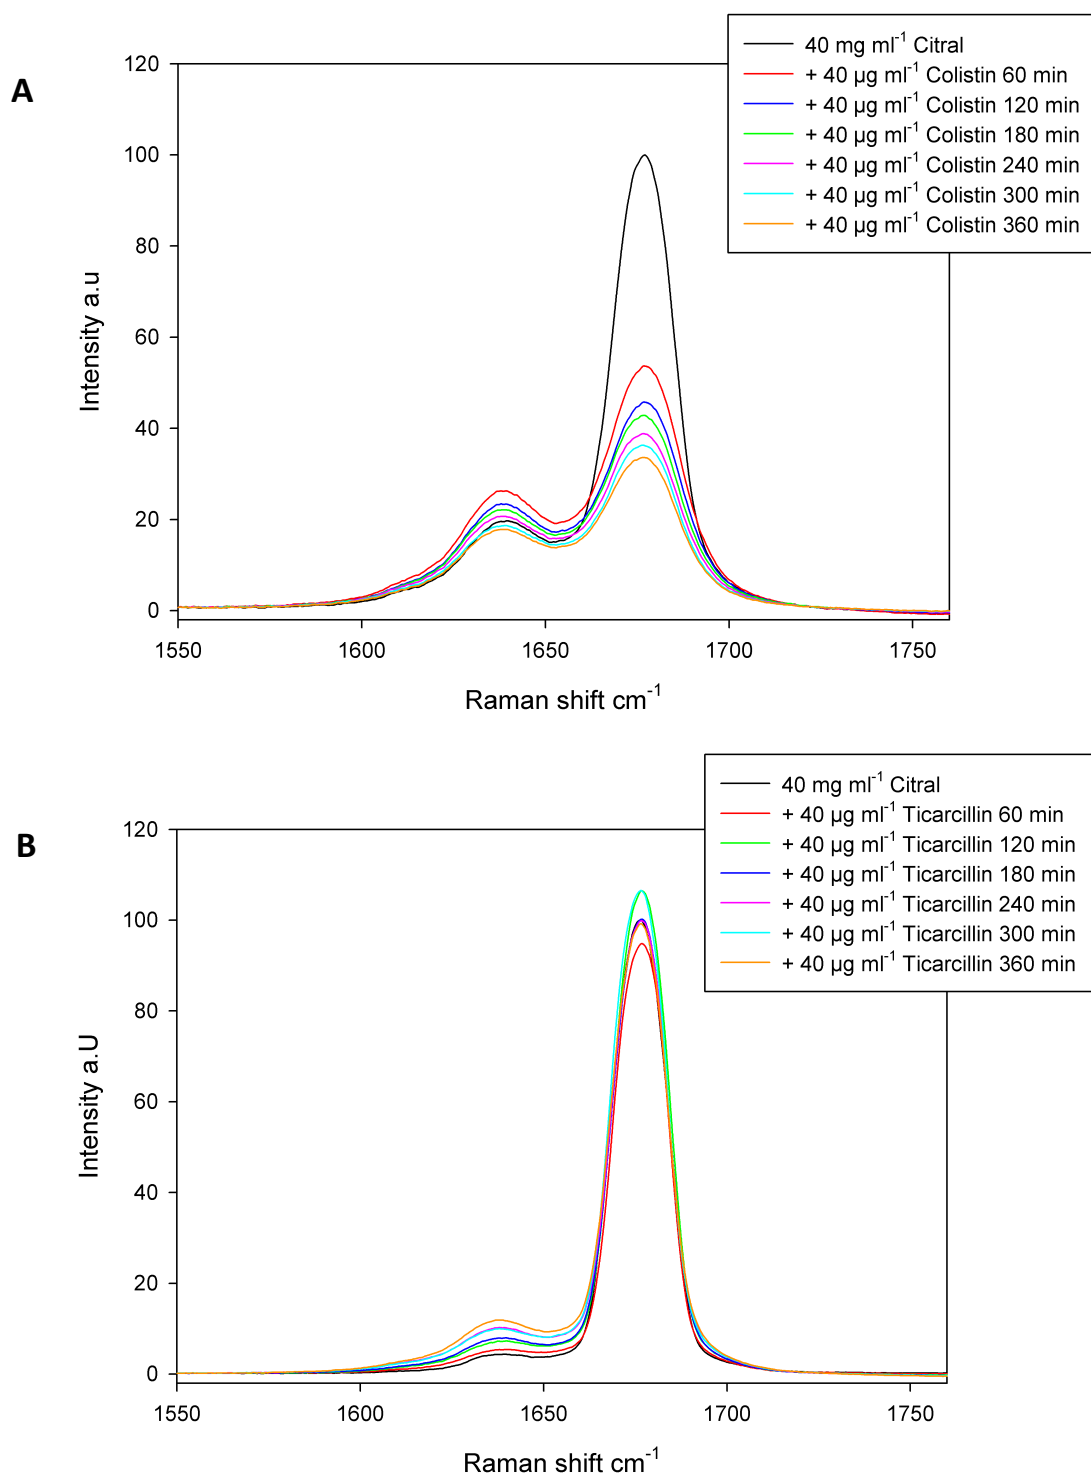 A
40 mg ml-1 Citral
+ 40 µg ml-1 Colistin 60 min
+ 40 µg ml-1 Colistin 120 min
+ 40 µg ml-1 Colistin 180 min
+ 40 µg ml-1 Colistin 240 min
+ 40 µg ml-1 Colistin 300 min
+ 40 µg ml-1 Colistin 360 min
120
100
80
60
40
20
0
Intensity a.u
1550 1600 1650 1700 1750
Raman shift cm-1
B
40 mg ml-1 Citral
+ 40 µg ml-1 Ticarcillin 60 min
+ 40 µg ml-1 Ticarcillin 120 min
+ 40 µg ml-1 Ticarcillin 180 min
+ 40 µg ml-1 Ticarcillin 240 min
+ 40 µg ml-1 Ticarcillin 300 min
+ 40 µg ml-1 Ticarcillin 360 min
120
100
80
60
40
20
0
Intensity a.U
1550 1600 1650 1700 1750
Raman shift cm-1